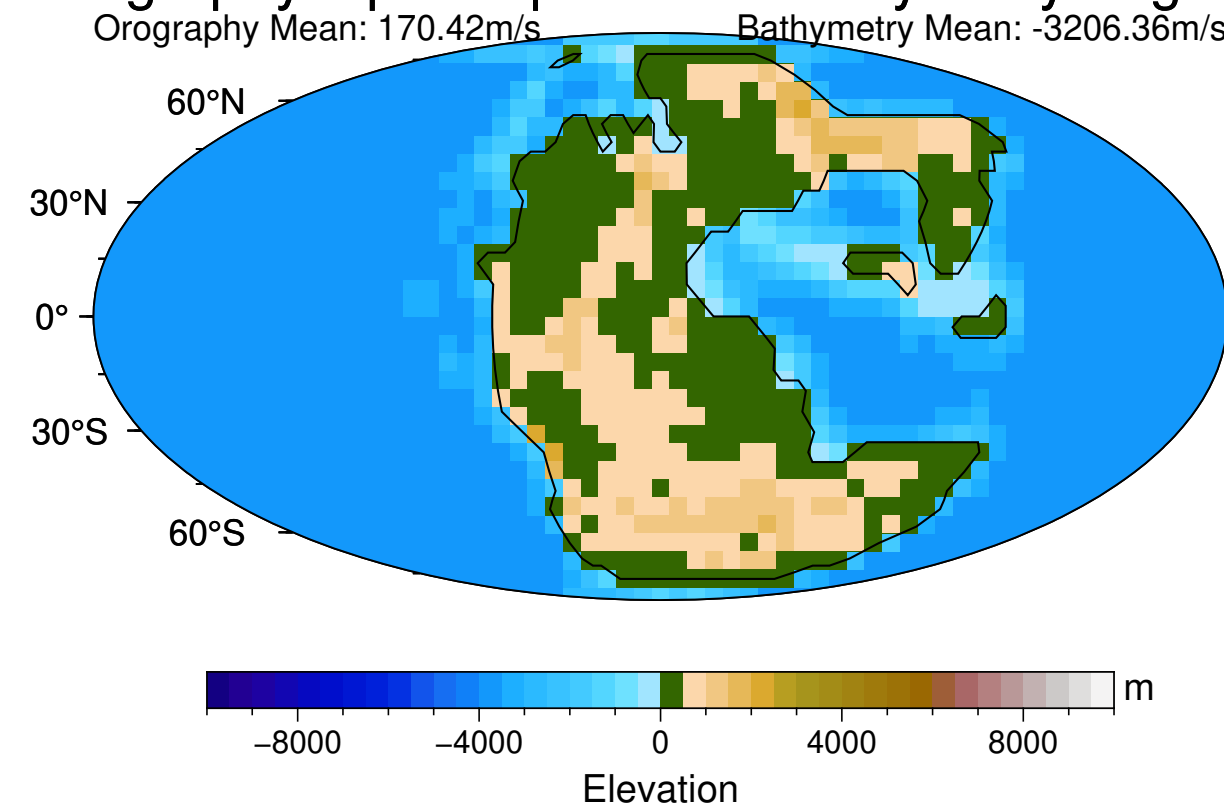 Orography Mean: 170.42m/s Bathymetry Mean: -3206.36m/s
60°N
30°N
0°
30°S
60°S
m
−8000 −4000 0 4000 8000
Elevation